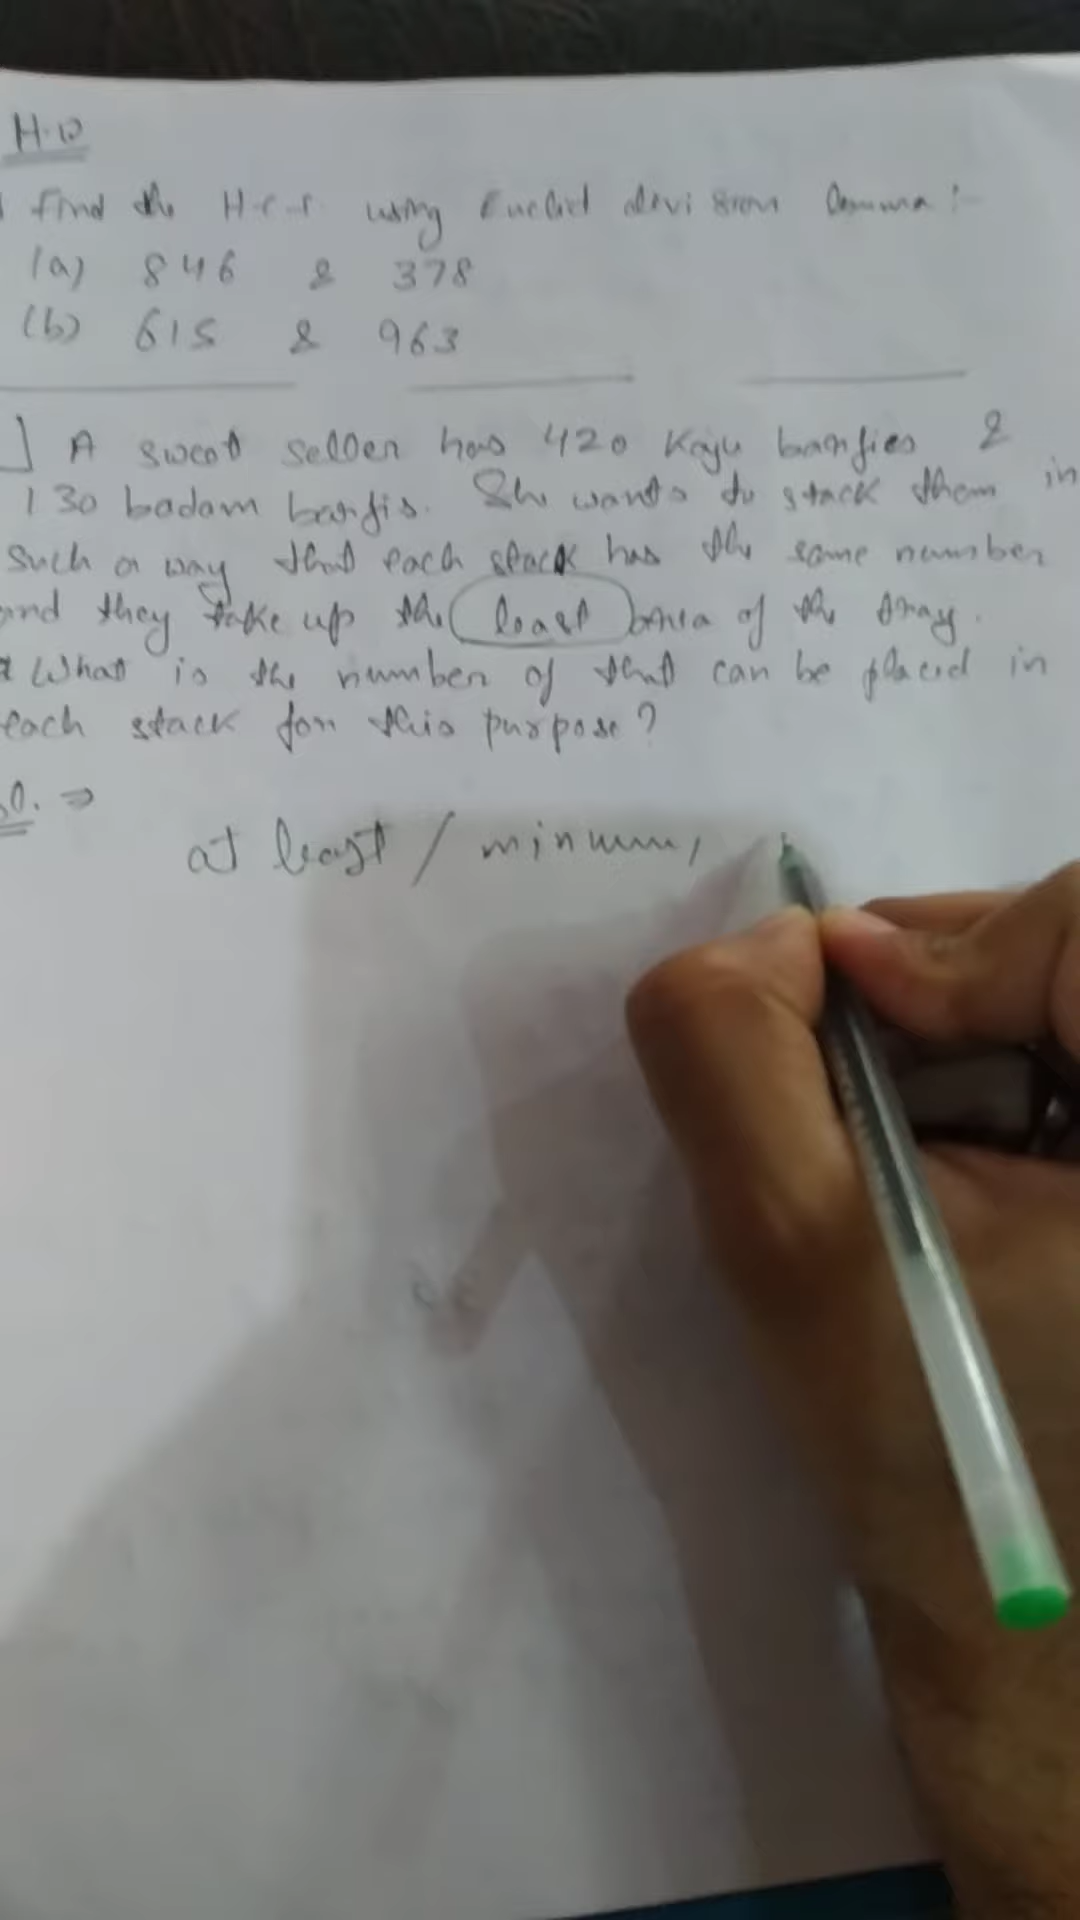 H.W
find the H.C.F using Euclid devision Lemma :-
(a) 846 & 378
(b) 615 & 963
] A sweet seller has 420 Kaju barfies &
130 badam barfis. She wants to stack them in
such a way that each stack has the same number
and they take up the least area of the tray.
What is the number of that can be placed in
each stack for this purpose?
So. ⇒
at least / minimum,